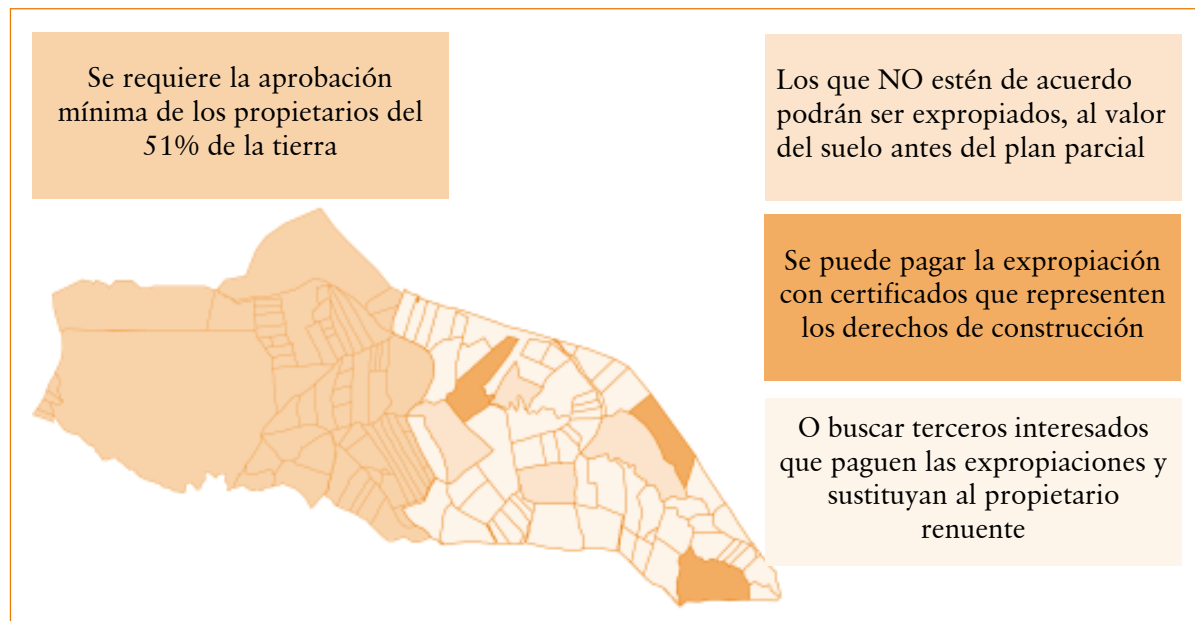 Se requiere la aprobación
mínima de los propietarios del
51% de la tierra
Los que NO estén de acuerdo
podrán ser expropiados, al valor
del suelo antes del plan parcial
Se puede pagar la expropiación
con certificados que representen
los derechos de construcción
O buscar terceros interesados
que paguen las expropiaciones y
sustituyan al propietario
renuente